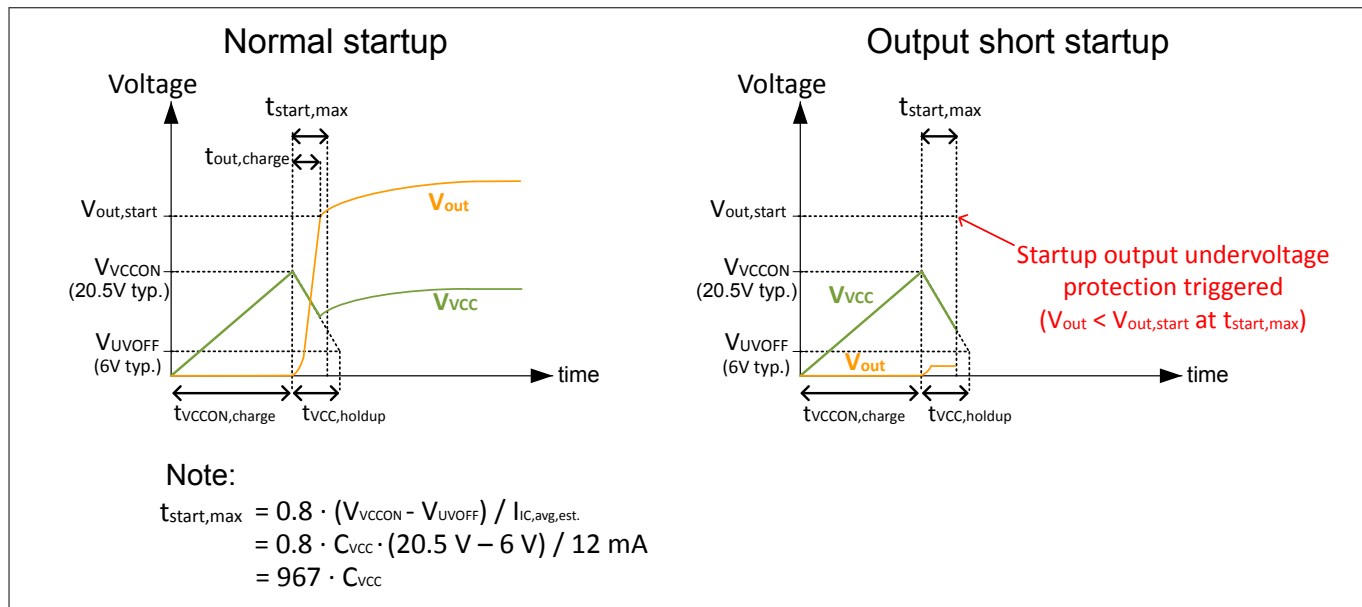 Normal startup
Voltage
tstart,max
tout,charge
Vout,start
Vout
VVCCON
(20.5V typ.)
VVCC
VUVOFF
(6V typ.)
time
tVCCON,charge
tVCC,holdup
Output short startup
Voltage
tstart,max
Vout,start
VVCCON
(20.5V typ.)
VVCC
Startup output undervoltage
protection triggered
(Vout < Vout,start at tstart,max)
VUVOFF
(6V typ.)
Vout
time
tVCCON,charge
tVCC,holdup
Note:
tstart,max = 0.8 · (VVCCON - VUVOFF) / IIC,avg,est.
= 0.8 · CVCC · (20.5 V – 6 V) / 12 mA
= 967 · CVCC